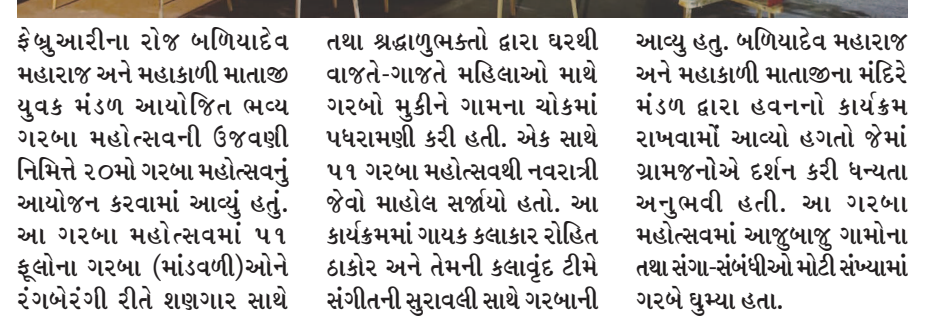 ફેબ્રુઆરીના રોજ બળિયાદેવ
મહારાજ અને મહાકાળી માતાજી
યુવક મંડળ આયોજિત ભવ્ય
ગરબા મહોત્સવની ઉજવણી
નિમિત્તે ૨૦મો ગરબા મહોત્સવનું
આયોજન કરવામાં આવ્યું હતું.
આ ગરબા મહોત્સવમાં ૫૧
ફૂલોના ગરબા (માંડવળી)ઓને
રંગબેરંગી રીતે શણગાર સાથે
તથા શ્રદ્ધાળુભક્તો દ્વારા ઘરથી
વાજતે-ગાજતે મહિલાઓ માથે
ગરબો મુકીને ગામના ચોકમાં
પધરામણી કરી હતી. એક સાથે
૫૧ ગરબા મહોત્સવથી નવરાત્રી
જેવો માહોલ સર્જાયો હતો. આ
કાર્યક્રમમાં ગાયક કલાકાર રોહિત
ઠાકોર અને તેમની કલાવૃંદ ટીમે
સંગીતની સુરાવલી સાથે ગરબાની
આવ્યુ હતુ. બળિયાદેવ મહારાજ
અને મહાકાળી માતાજીના મંદિરે
મંડળ દ્વારા હવનનો કાર્યક્રમ
રાખવામોં આવ્યો હગતો જેમાં
ગ્રામજનોએ દર્શન કરી ધન્યતા
અનુભવી હતી. આ ગરબા
મહોત્સવમાં આજુબાજુ ગામોના
તથા સંગા-સંબંધીઓ મોટી સંખ્યામાં
ગરબે ઘુમ્યા હતા.